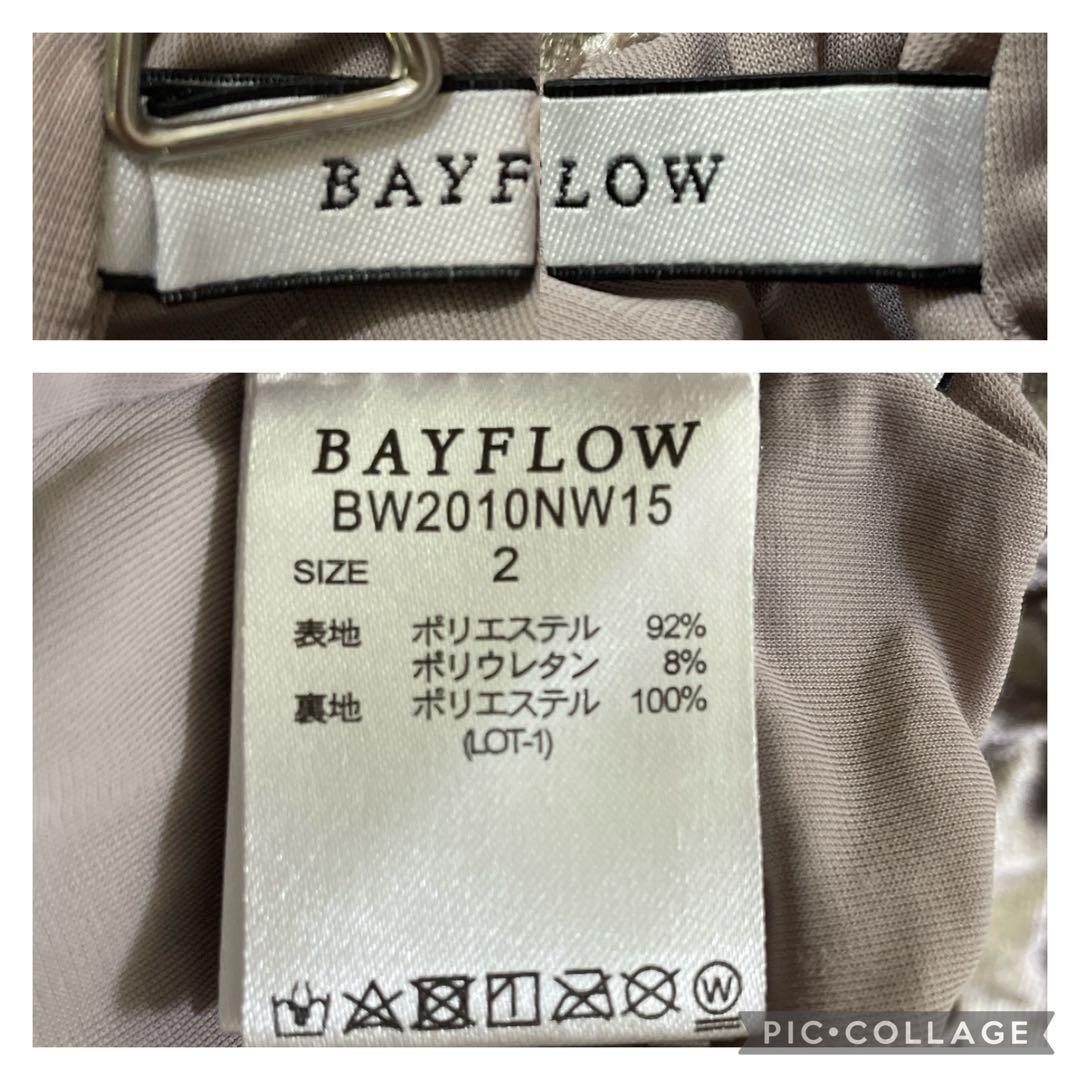 BAYFLOW
BAYFLOW
BW2010NW15
SIZE 2
表地 ポリエステル 92%
ポリウレタン 8%
裏地 ポリエステル 100%
(LOT-1)
W
PIC•COLLAGE